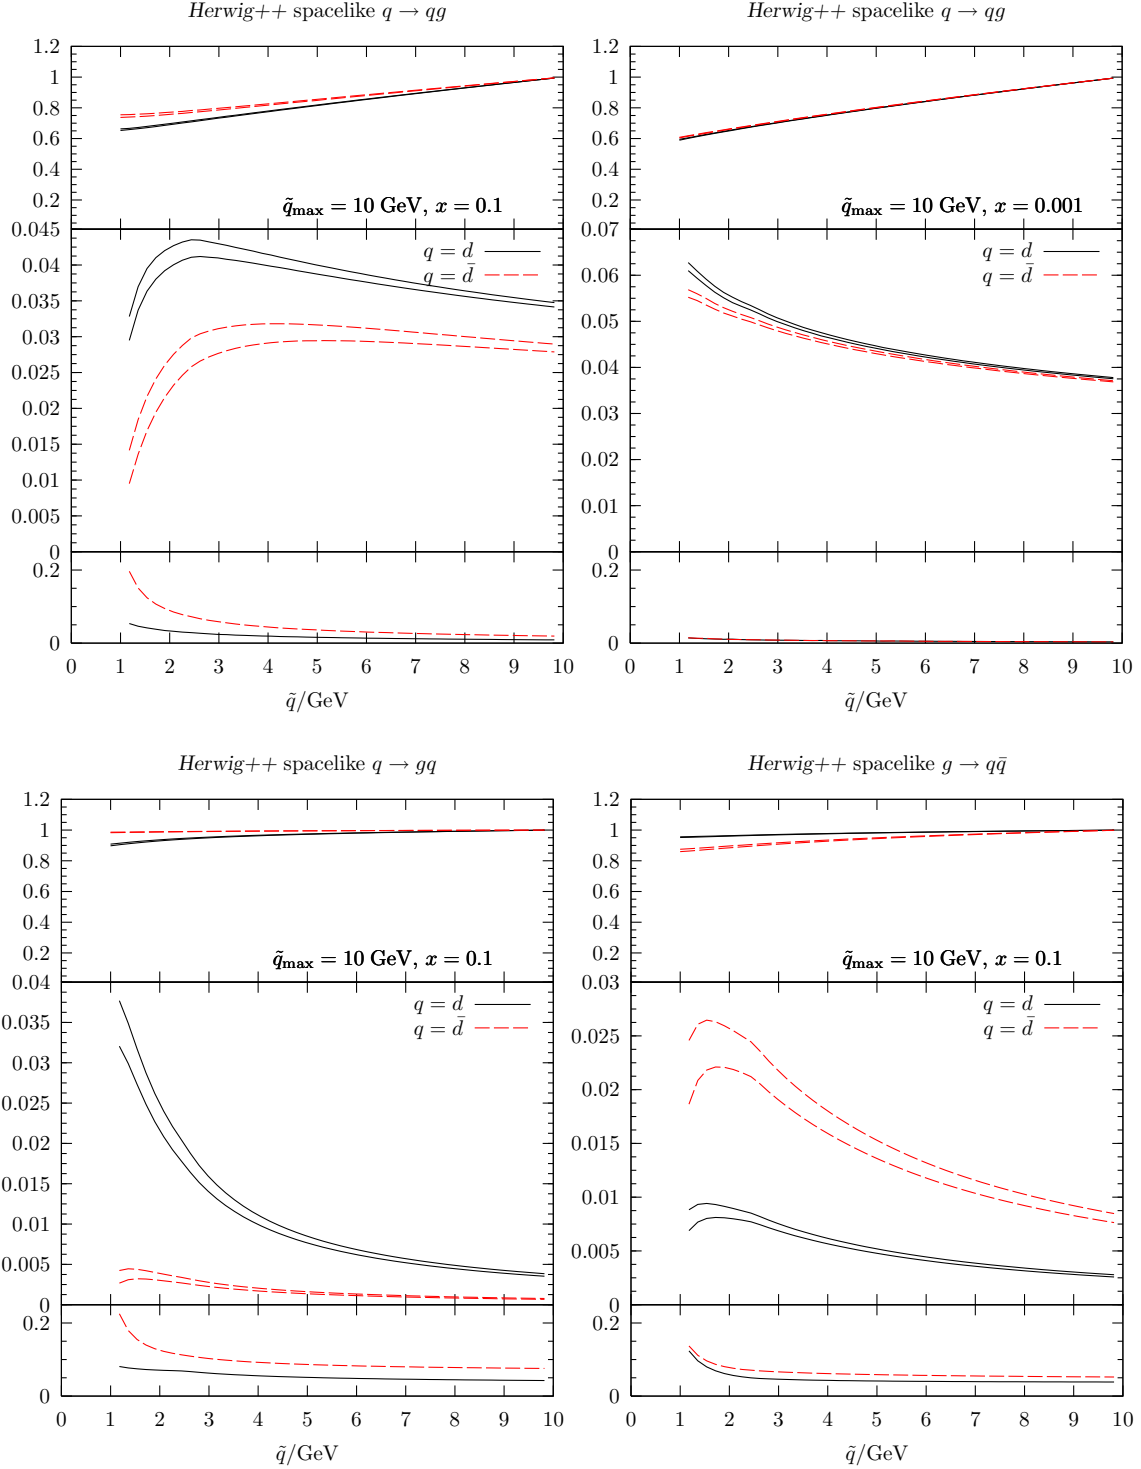 Herwig++ spacelike q → qg
1.2
1
0.8
0.6
0.4
0.2
q̃max = 10 GeV, x = 0.1
0.045
0.04
0.035
0.03
0.025
0.02
0.015
0.01
0.005
0
q = d
q = d̄
0.2
0
0 1 2 3 4 5 6 7 8 9 10
q̃/GeV
Herwig++ spacelike q → qg
1.2
1
0.8
0.6
0.4
0.2
q̃max = 10 GeV, x = 0.001
0.07
0.06
0.05
0.04
0.03
0.02
0.01
0
q = d
q = d̄
0.2
0
0 1 2 3 4 5 6 7 8 9 10
q̃/GeV
Herwig++ spacelike q → gq
1.2
1
0.8
0.6
0.4
0.2
q̃max = 10 GeV, x = 0.1
0.04
0.035
0.03
0.025
0.02
0.015
0.01
0.005
0
q = d
q = d̄
0.2
0
0 1 2 3 4 5 6 7 8 9 10
q̃/GeV
Herwig++ spacelike g → qq̄
1.2
1
0.8
0.6
0.4
0.2
q̃max = 10 GeV, x = 0.1
0.03
0.025
0.02
0.015
0.01
0.005
0
q = d
q = d̄
0.2
0
0 1 2 3 4 5 6 7 8 9 10
q̃/GeV